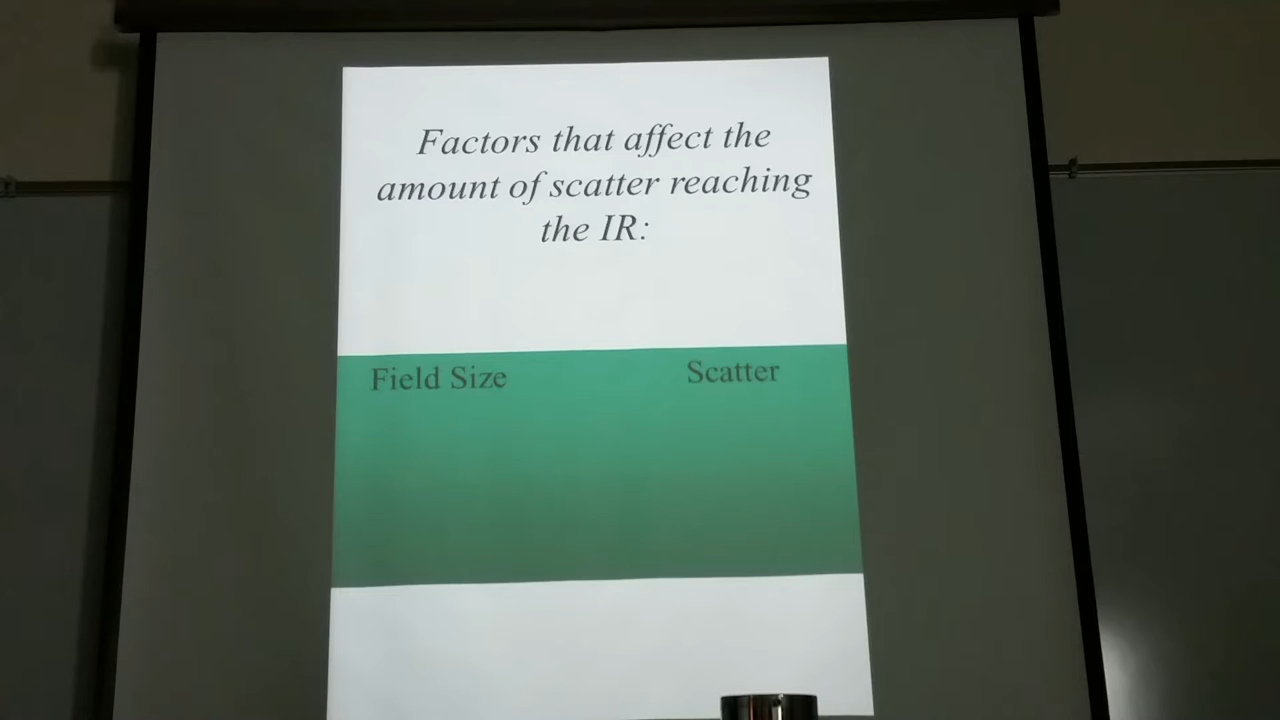 Factors that affect the
amount of scatter reaching
the IR:
Field Size Scatter